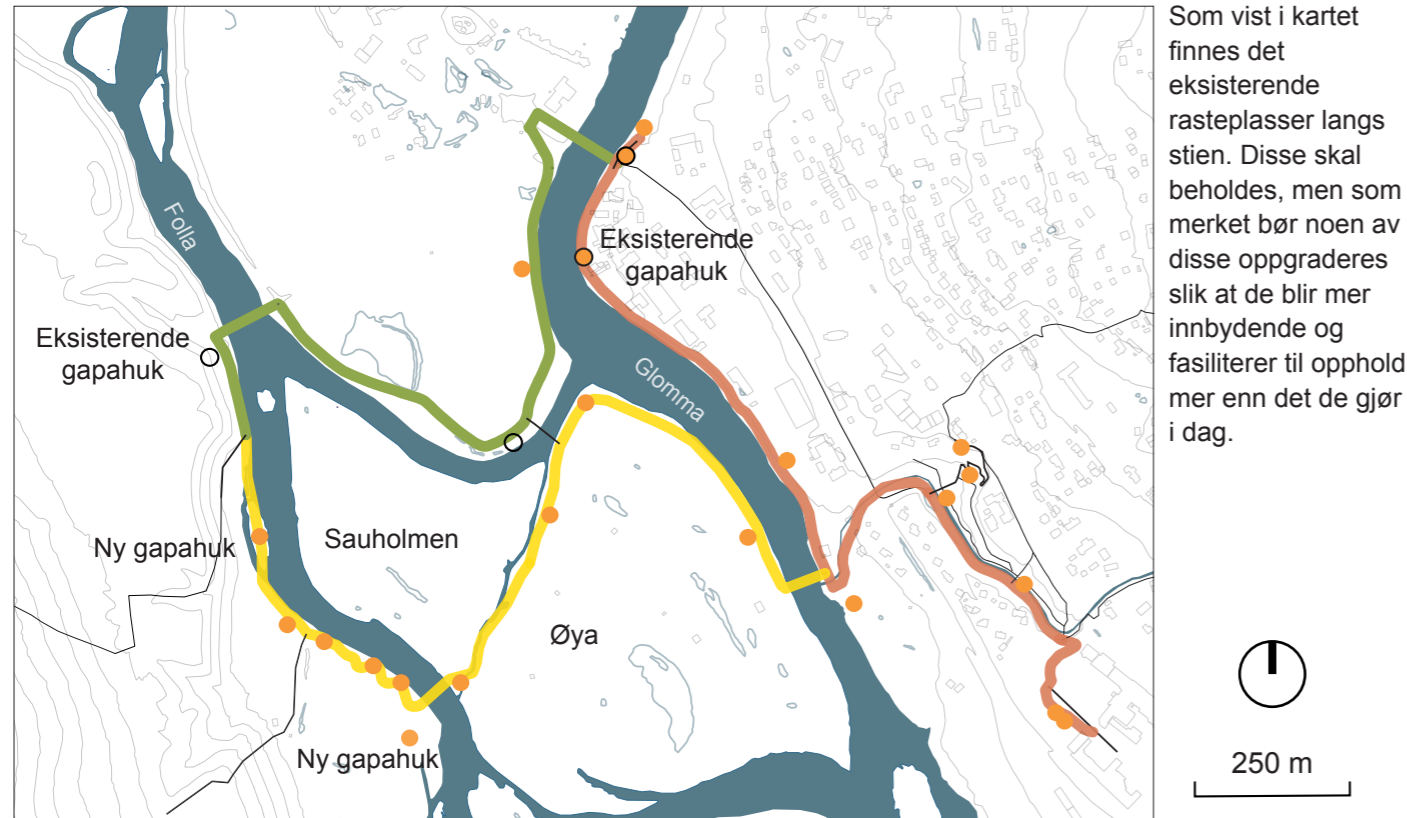 Folla
Eksisterende
gapahuk
Eksisterende
gapahuk
Glomma
Ny gapahuk
Sauholmen
Øya
Ny gapahuk
Som vist i kartet
finnes det
eksisterende
rasteplasser langs
stien. Disse skal
beholdes, men som
merket bør noen av
disse oppgraderes
slik at de blir mer
innbydende og
fasiliterer til opphold
mer enn det de gjør
i dag.
250 m